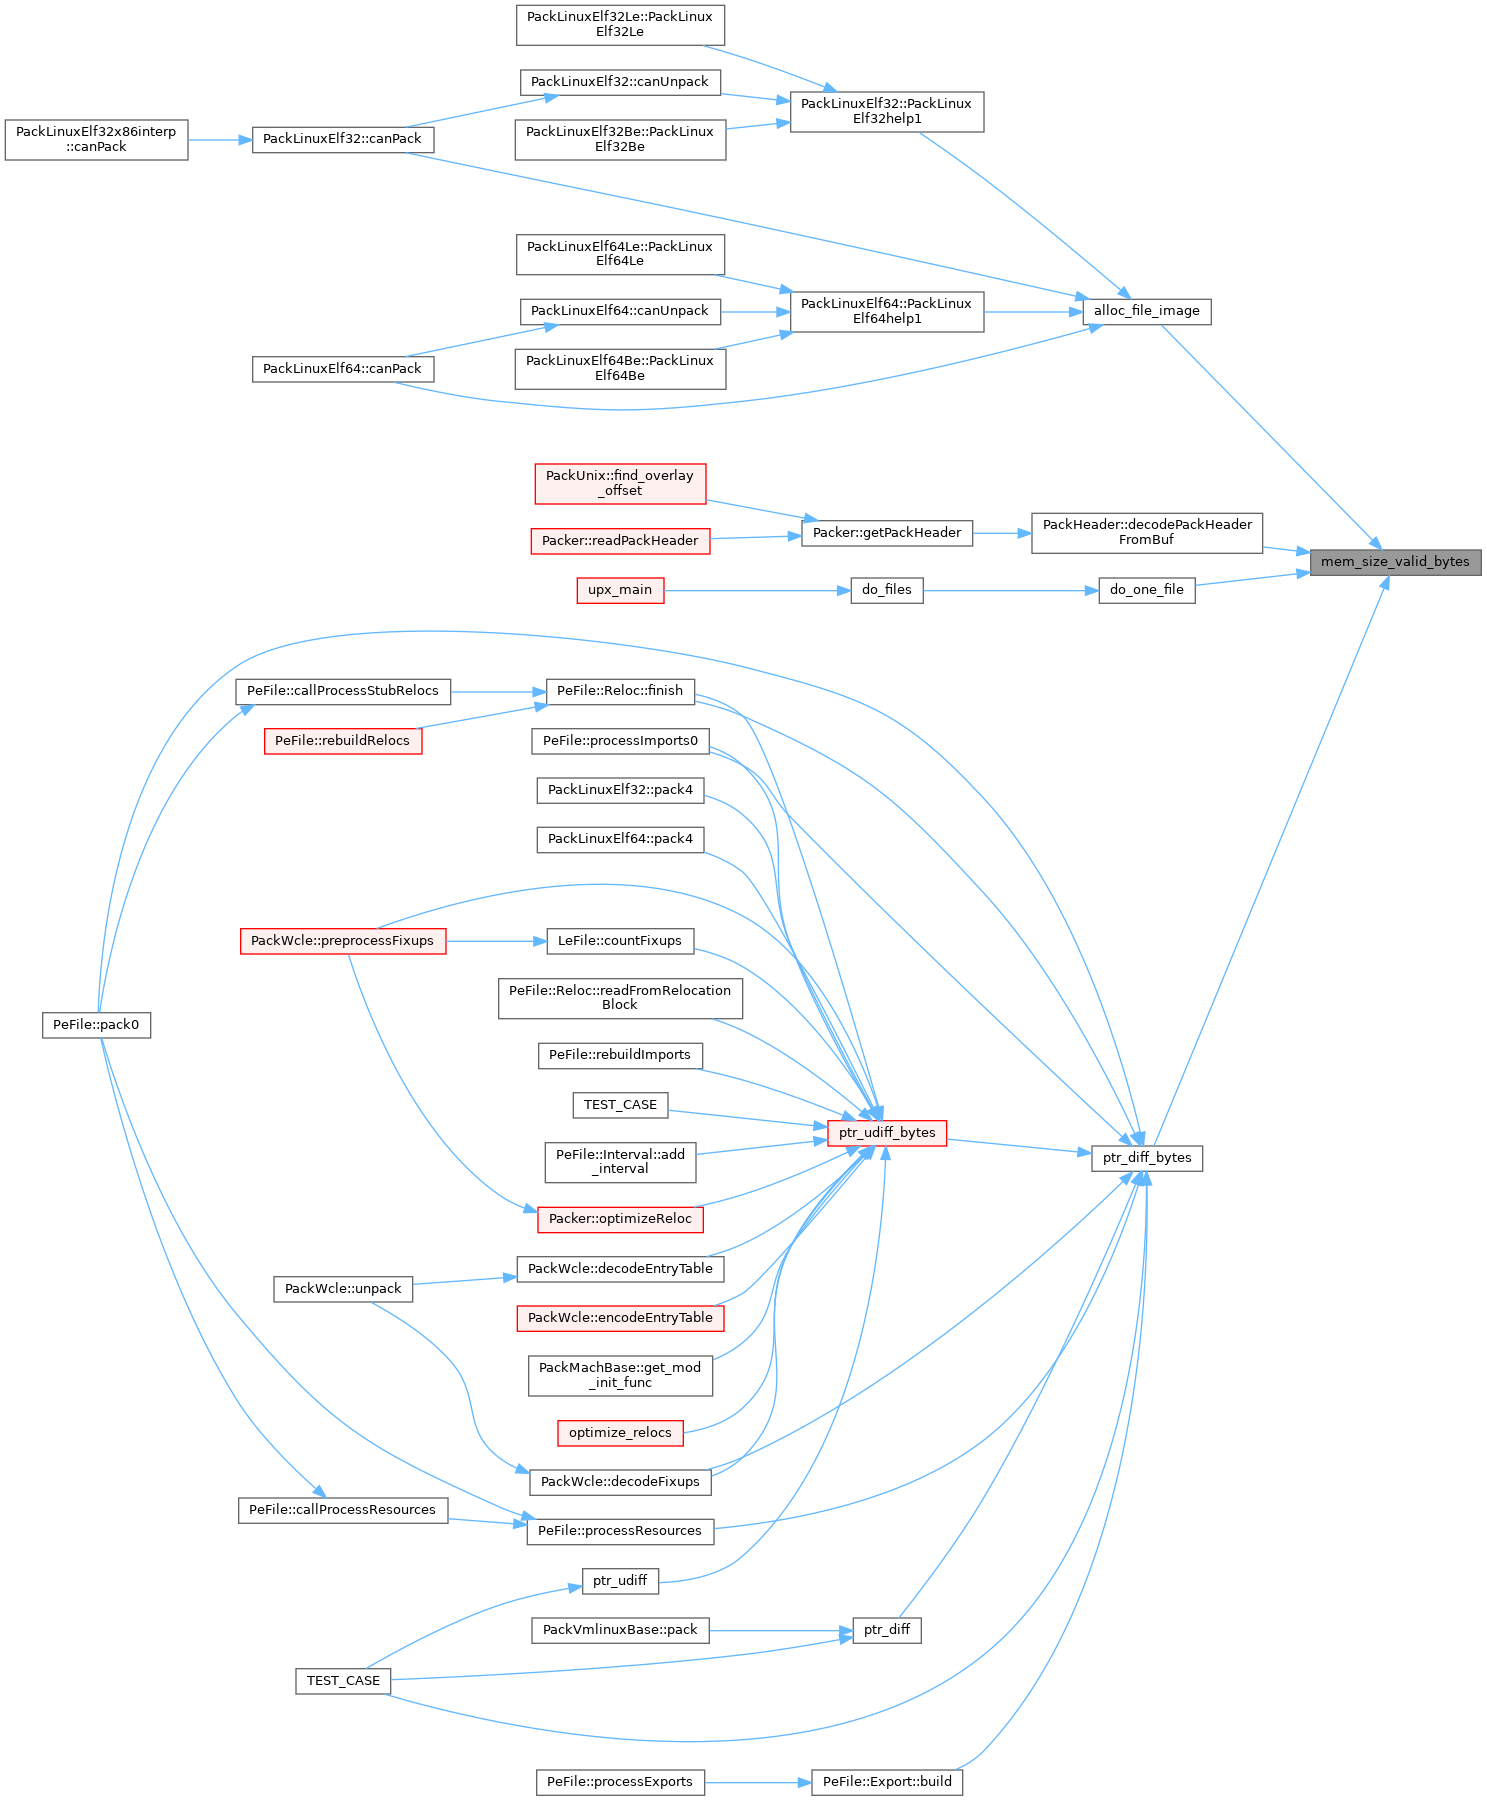 PackLinuxElf32Le::PackLinux
Elf32Le
PackLinuxElf32::canUnpack
PackLinuxElf32::PackLinux
Elf32help1
PackLinuxElf32x86interp
::canPack
PackLinuxElf32::canPack
PackLinuxElf32Be::PackLinux
Elf32Be
PackLinuxElf64Le::PackLinux
Elf64Le
PackLinuxElf64::canUnpack
PackLinuxElf64::PackLinux
Elf64help1
alloc_file_image
PackLinuxElf64::canPack
PackLinuxElf64Be::PackLinux
Elf64Be
PackUnix::find_overlay
_offset
Packer::readPackHeader
Packer::getPackHeader
PackHeader::decodePackHeader
FromBuf
mem_size_valid_bytes
upx_main
do_files
do_one_file
PeFile::callProcessStubRelocs
PeFile::Reloc::finish
PeFile::rebuildRelocs
PeFile::processImports0
PackLinuxElf32::pack4
PackLinuxElf64::pack4
PackWcle::preprocessFixups
LeFile::countFixups
PeFile::Reloc::readFromRelocation
Block
PeFile::pack0
PeFile::rebuildImports
TEST_CASE
ptr_udiff_bytes
ptr_diff_bytes
PeFile::Interval::add
_interval
Packer::optimizeReloc
PackWcle::decodeEntryTable
PackWcle::unpack
PackWcle::encodeEntryTable
PackMachBase::get_mod
_init_func
optimize_relocs
PackWcle::decodeFixups
PeFile::callProcessResources
PeFile::processResources
ptr_udiff
PackVmlinuxBase::pack
ptr_diff
TEST_CASE
PeFile::processExports
PeFile::Export::build